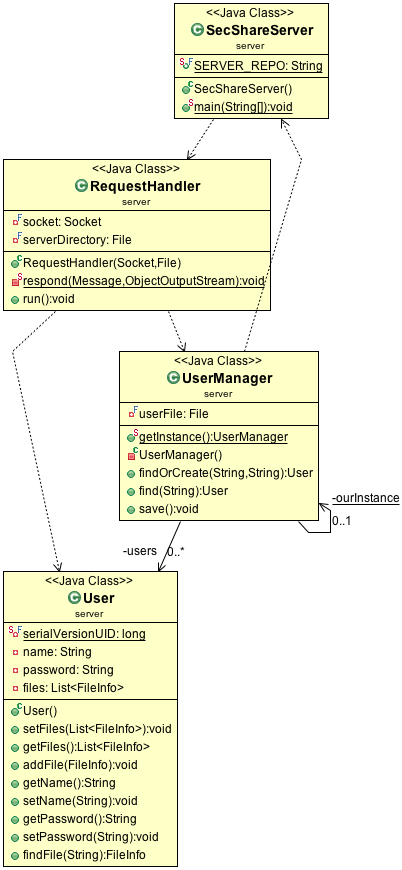 <<Java Class>>
SecShareServer
server
SERVER_REPO: String
SecShareServer()
main(String[]):void
<<Java Class>>
RequestHandler
server
socket: Socket
serverDirectory: File
RequestHandler(Socket,File)
respond(Message,ObjectOutputStream):void
run():void
<<Java Class>>
UserManager
server
userFile: File
getInstance():UserManager
UserManager()
findOrCreate(String,String):User
find(String):User
save():void
-ourInstance
0..1
-users
0..*
<<Java Class>>
User
server
serialVersionUID: long
name: String
password: String
files: List<FileInfo>
User()
setFiles(List<FileInfo>):void
getFiles():List<FileInfo>
addFile(FileInfo):void
getName():String
setName(String):void
getPassword():String
setPassword(String):void
findFile(String):FileInfo